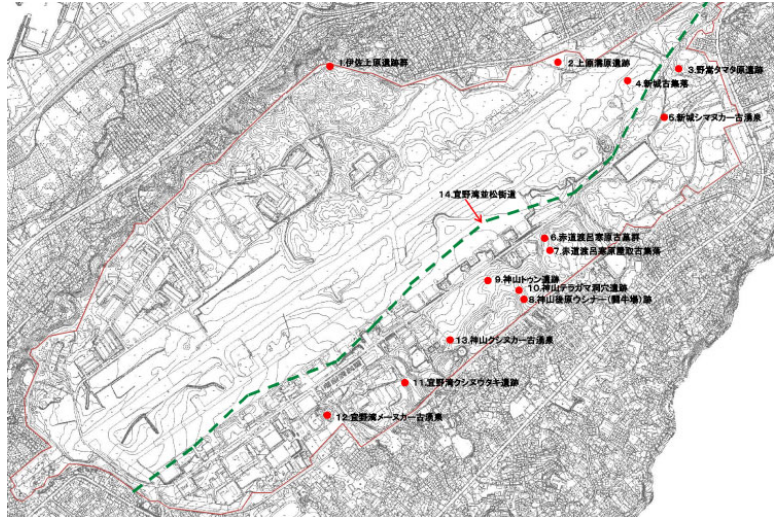 1.伊佐上原遺跡群
2.上原濡原遺跡
3.野嵩タマタ原遺跡
4.新城古集落
5.新城シマヌカー古湧泉
14.宜野湾並松街道
6.赤道渡呂寒原古墓群
7.赤道渡呂寒原屋取古集落
9.神山トゥン遺跡
10.神山テラガマ洞穴遺跡
8.神山後原ウシナー(闘牛場)跡
13.神山クシヌカー古湧泉
11.宜野湾クシヌウタキ遺跡
12.宜野湾メーヌカー古湧泉